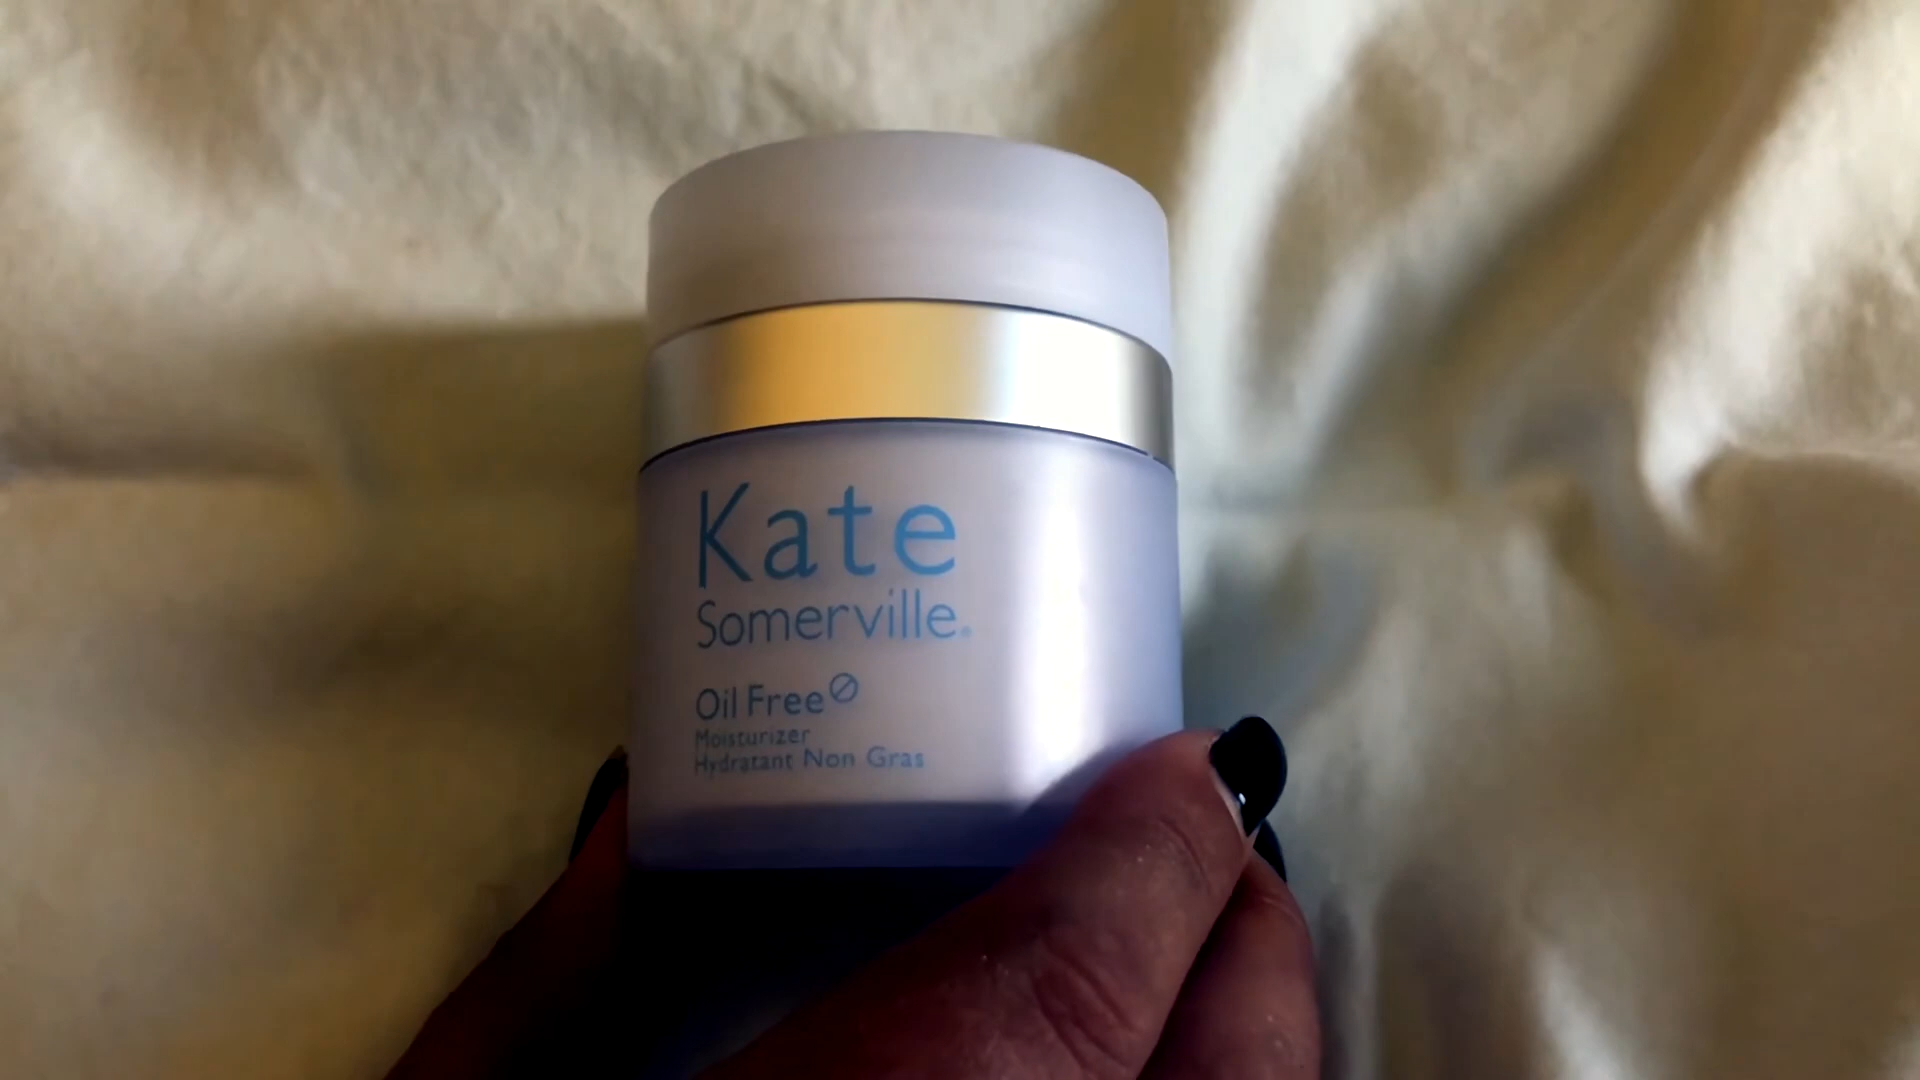 Kate
Somerville®
Oil Free
Moisturizer
Hydratant Non Gras